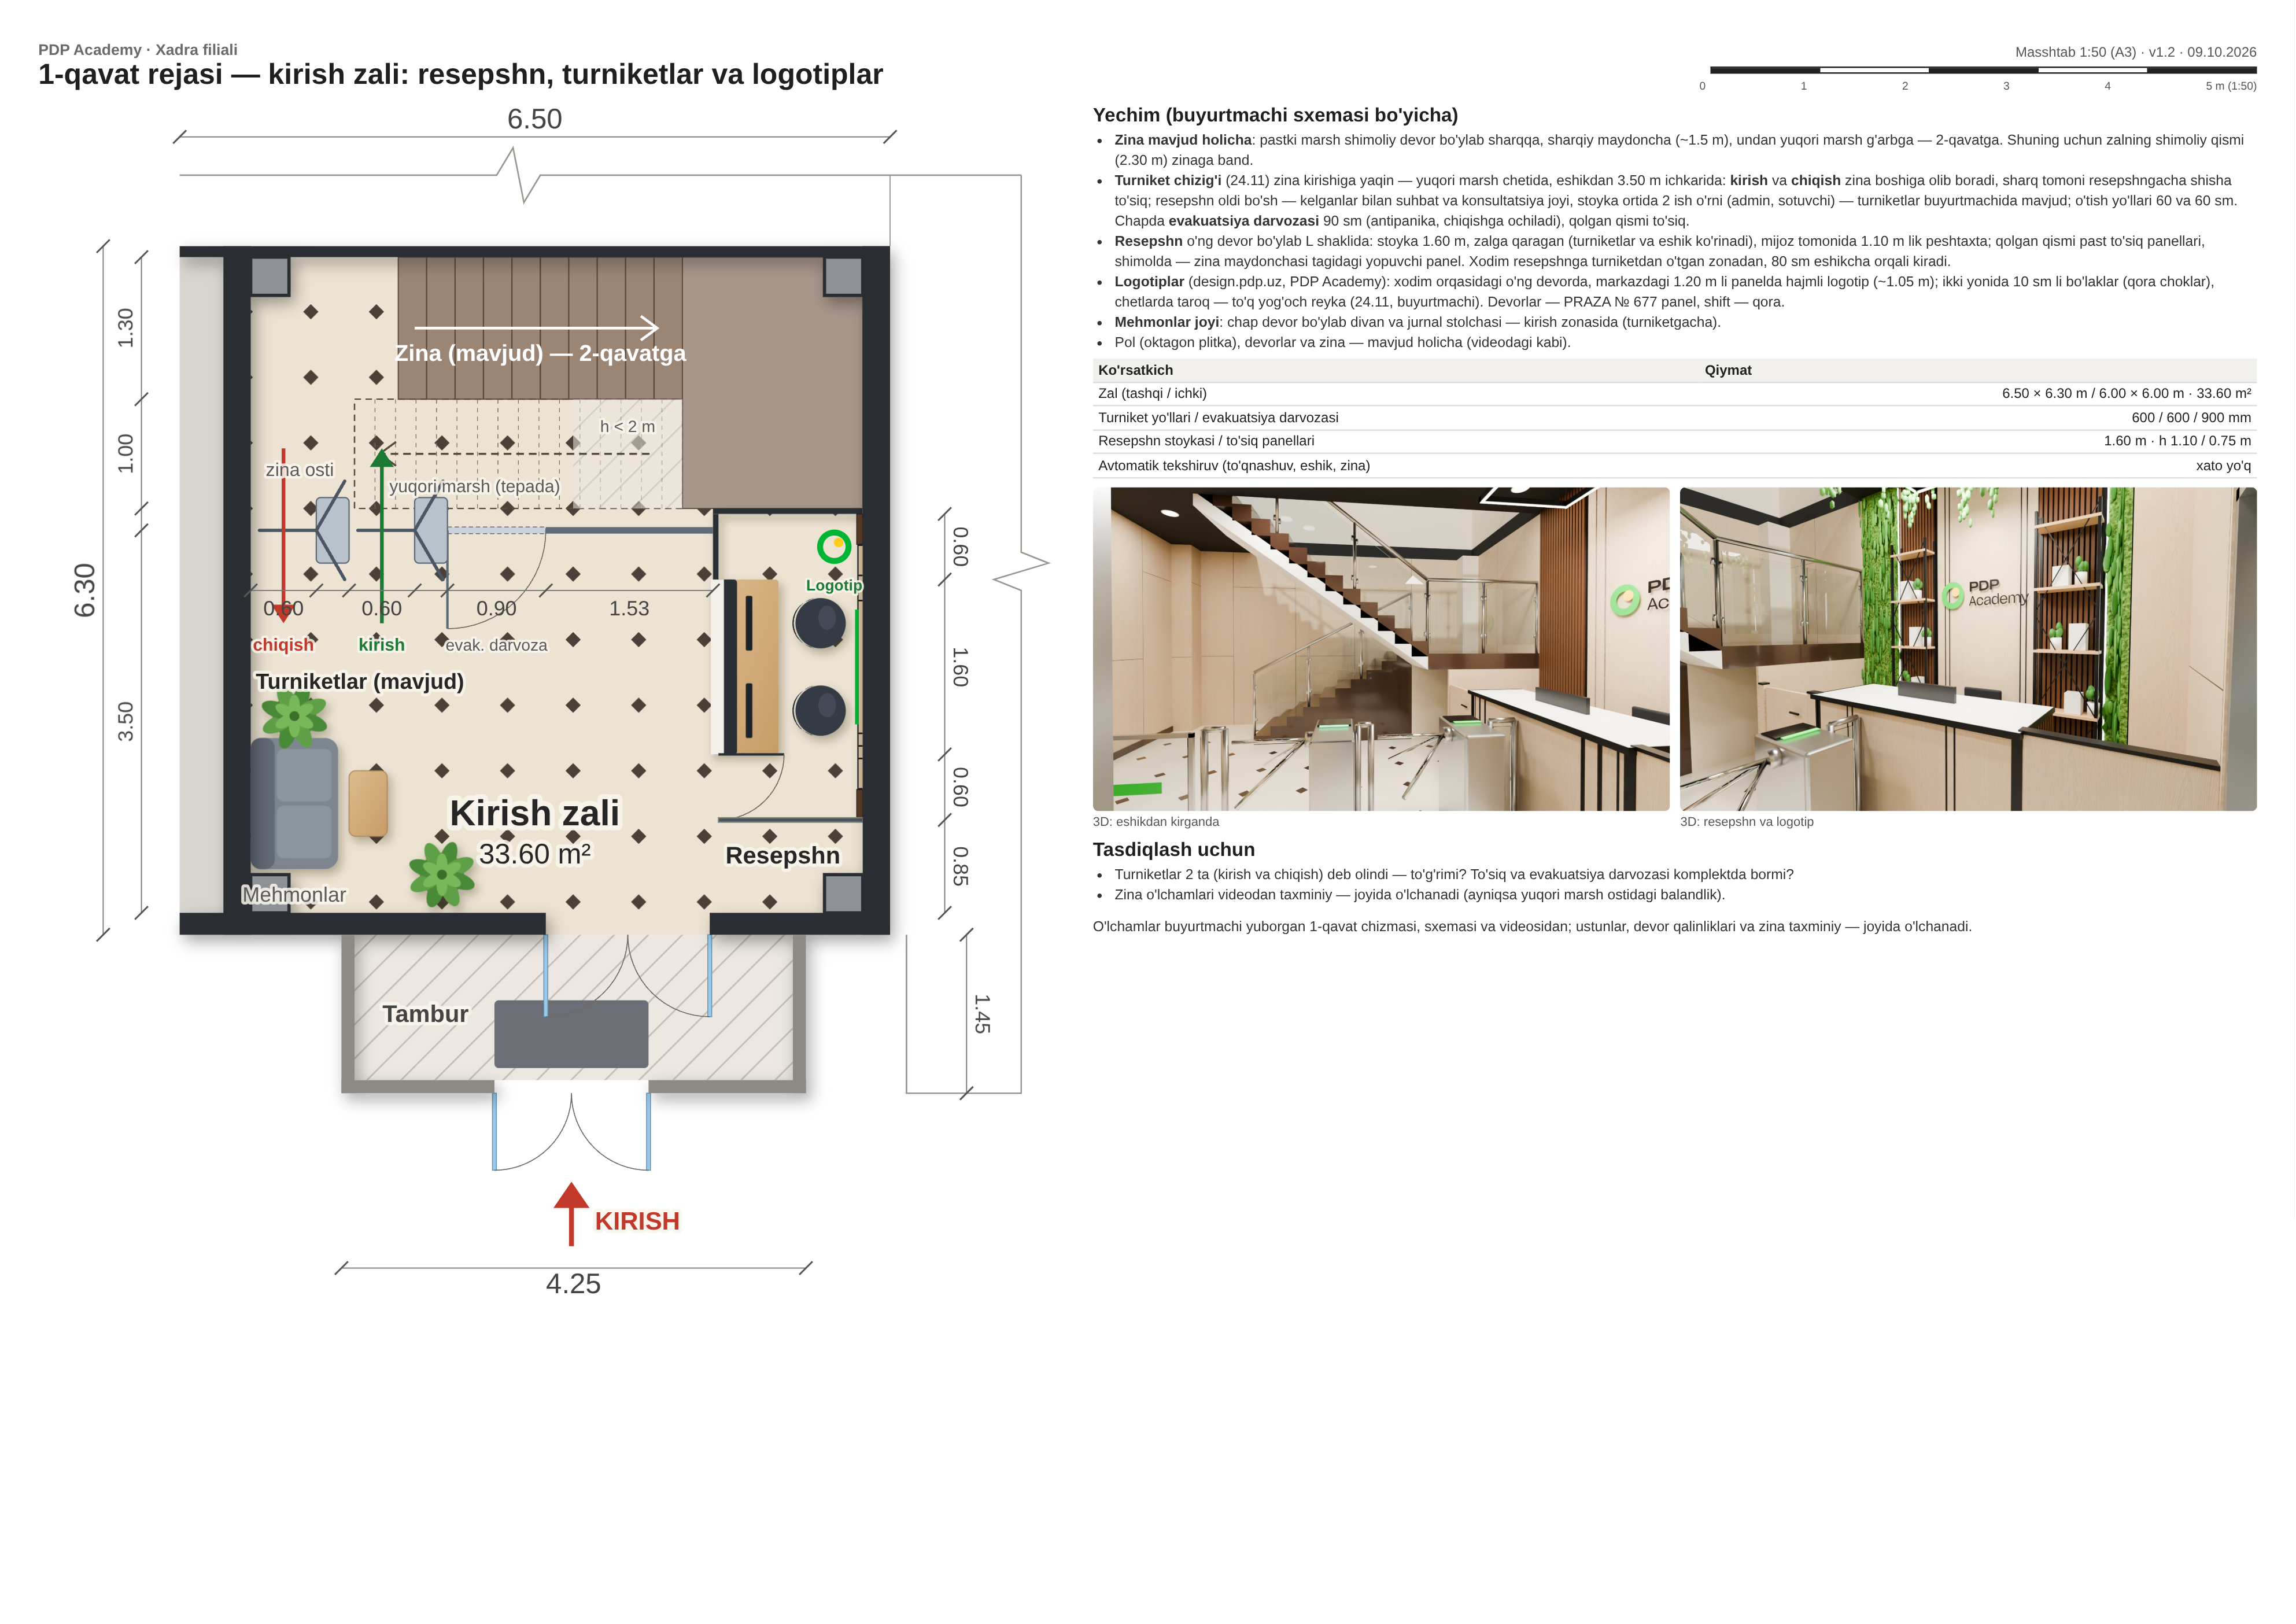 PDP Academy · Xadra filiali
1-qavat rejasi — kirish zali: resepshn, turniketlar va logotiplar
Masshtab 1:50 (A3) · v1.2 · 09.10.2026
0 1 2 3 4 5 m (1:50)
6.50
6.30
1.30
1.00
3.50
Zina (mavjud) — 2-qavatga
h < 2 m
zina osti
yuqori marsh (tepada)
0.60 0.60 0.90 1.53
chiqish kirish evak. darvoza
Turniketlar (mavjud)
Logotip
0.60
1.60
0.60
0.85
1.45
Kirish zali
33.60 m²
Resepshn
Mehmonlar
Tambur
KIRISH
4.25
Yechim (buyurtmachi sxemasi bo'yicha)
• Zina mavjud holicha: pastki marsh shimoliy devor bo'ylab sharqqa, sharqiy maydoncha (~1.5 m), undan yuqori marsh g'arbga — 2-qavatga. Shuning uchun zalning shimoliy qismi
(2.30 m) zinaga band.
• Turniket chizig'i (24.11) zina kirishiga yaqin — yuqori marsh chetida, eshikdan 3.50 m ichkarida: kirish va chiqish zina boshiga olib boradi, sharq tomoni resepshngacha shisha
to'siq; resepshn oldi bo'sh — kelganlar bilan suhbat va konsultatsiya joyi, stoyka ortida 2 ish o'rni (admin, sotuvchi) — turniketlar buyurtmachida mavjud; o'tish yo'llari 60 va 60 sm.
Chapda evakuatsiya darvozasi 90 sm (antipanika, chiqishga ochiladi), qolgan qismi to'siq.
• Resepshn o'ng devor bo'ylab L shaklida: stoyka 1.60 m, zalga qaragan (turniketlar va eshik ko'rinadi), mijoz tomonida 1.10 m lik peshtaxta; qolgan qismi past to'siq panellari,
shimolda — zina maydonchasi tagidagi yopuvchi panel. Xodim resepshnga turniketdan o'tgan zonadan, 80 sm eshikcha orqali kiradi.
• Logotiplar (design.pdp.uz, PDP Academy): xodim orqasidagi o'ng devorda, markazdagi 1.20 m li panelda hajmli logotip (~1.05 m); ikki yonida 10 sm li bo'laklar (qora choklar),
chetlarda taroq — to'q yog'och reyka (24.11, buyurtmachi). Devorlar — PRAZA № 677 panel, shift — qora.
• Mehmonlar joyi: chap devor bo'ylab divan va jurnal stolchasi — kirish zonasida (turniketgacha).
• Pol (oktagon plitka), devorlar va zina — mavjud holicha (videodagi kabi).
Ko'rsatkich Qiymat
Zal (tashqi / ichki) 6.50 × 6.30 m / 6.00 × 6.00 m · 33.60 m²
Turniket yo'llari / evakuatsiya darvozasi 600 / 600 / 900 mm
Resepshn stoykasi / to'siq panellari 1.60 m · h 1.10 / 0.75 m
Avtomatik tekshiruv (to'qnashuv, eshik, zina) xato yo'q
PD
Ac
PDP
Academy
3D: eshikdan kirganda
3D: resepshn va logotip
Tasdiqlash uchun
• Turniketlar 2 ta (kirish va chiqish) deb olindi — to'g'rimi? To'siq va evakuatsiya darvozasi komplektda bormi?
• Zina o'lchamlari videodan taxminiy — joyida o'lchanadi (ayniqsa yuqori marsh ostidagi balandlik).
O'lchamlar buyurtmachi yuborgan 1-qavat chizmasi, sxemasi va videosidan; ustunlar, devor qalinliklari va zina taxminiy — joyida o'lchanadi.